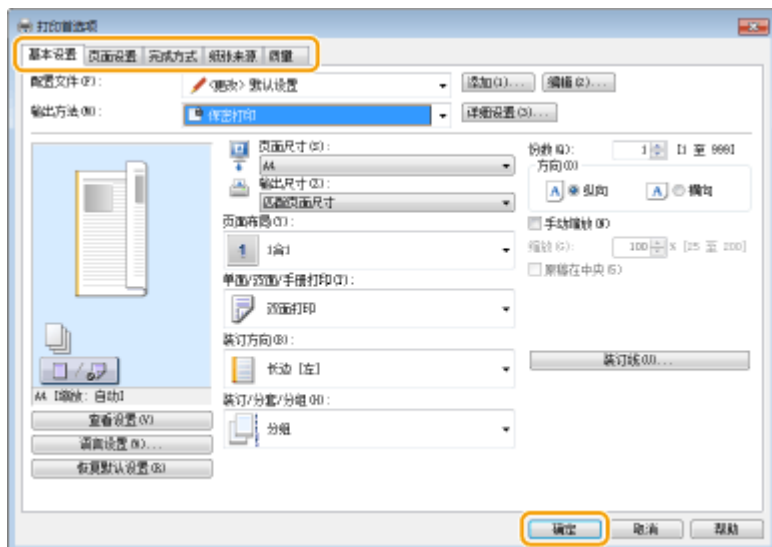 打印首选项
基本设置 页面设置 完成方式 纸张来源 质量
配置文件(F): <更改> 默认设置 添加(1)... 编辑(2)...
输出方法(M): 保密打印 详细设置(3)...
页面尺寸(S):
A4
输出尺寸(Z):
匹配页面尺寸
页面布局(Y):
1合1
单面/双面/手册打印(T):
双面打印
装订方向(B):
长边 [左]
装订/分套/分组(H):
分组
份数(Q): 1 [1 至 999]
方向(O)
A 纵向 A 横向
手动缩放(W)
缩放(G): 100 % [25 至 200]
原稿在中央(5)
装订线(U)...
A4 [缩放: 自动]
查看设置(V)
语言设置(N)...
恢复默认设置(R)
确定 取消 帮助